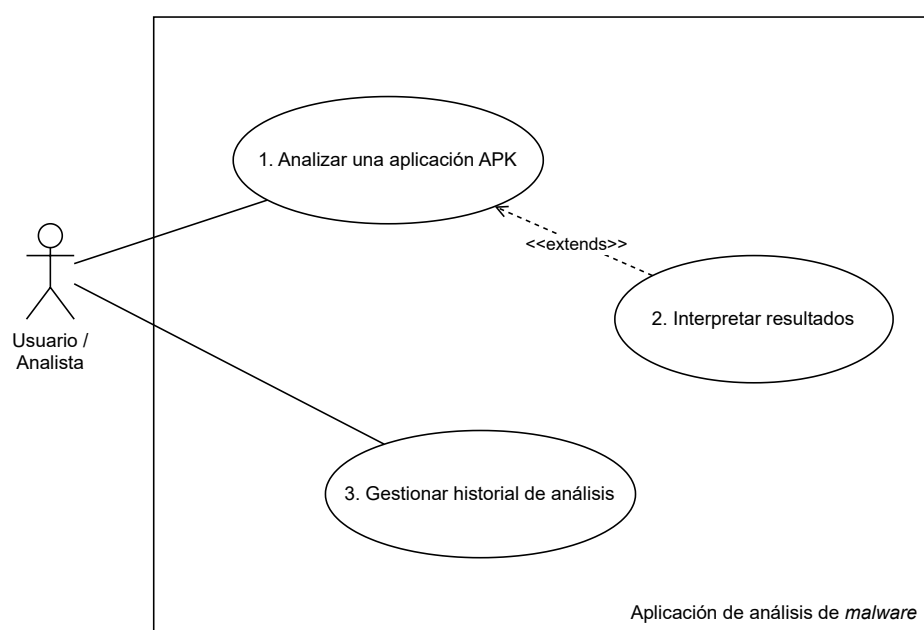 1. Analizar una aplicación APK
<<extends>>
2. Interpretar resultados
Usuario /
Analista
3. Gestionar historial de análisis
Aplicación de análisis de malware